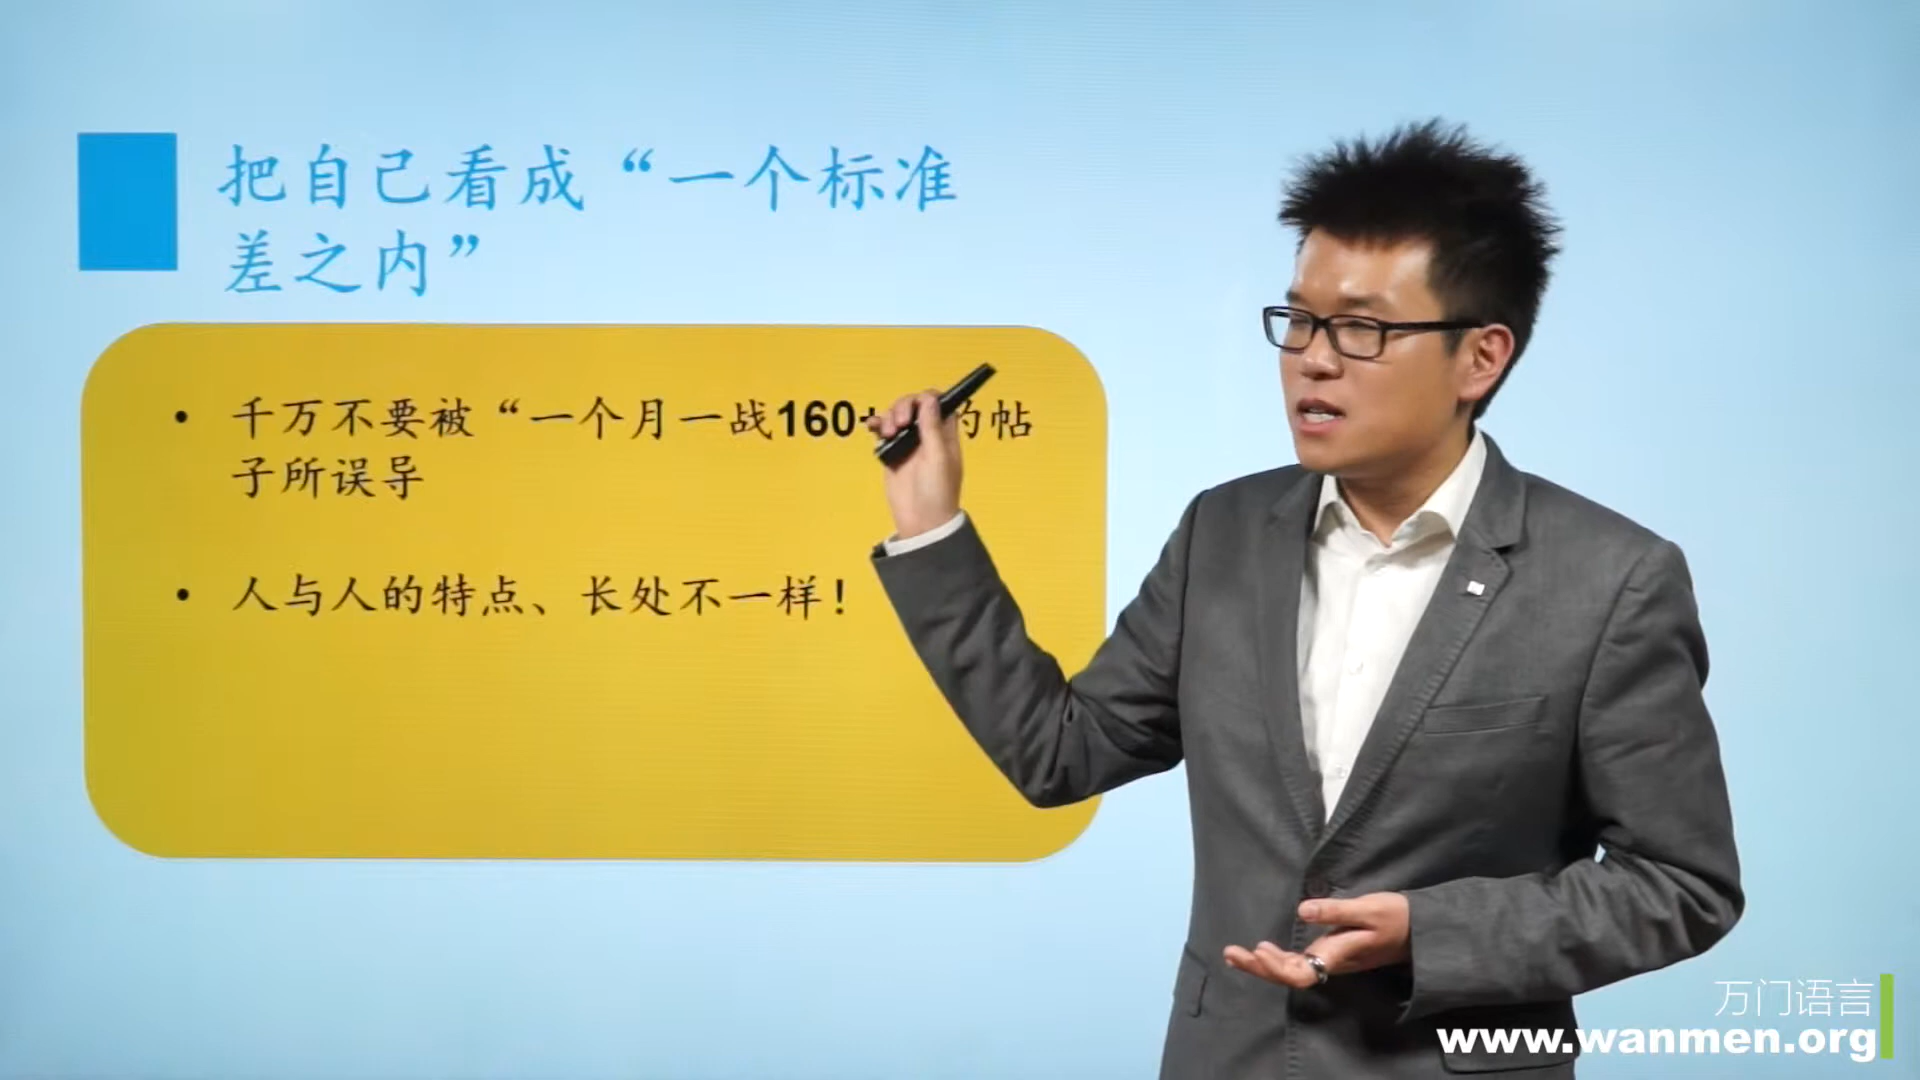 把自己看成“一个标准
差之内”
• 千万不要被“一个月一战160+ 的帖
子所误导
• 人与人的特点、长处不一样！
万门语言
www.wanmen.org